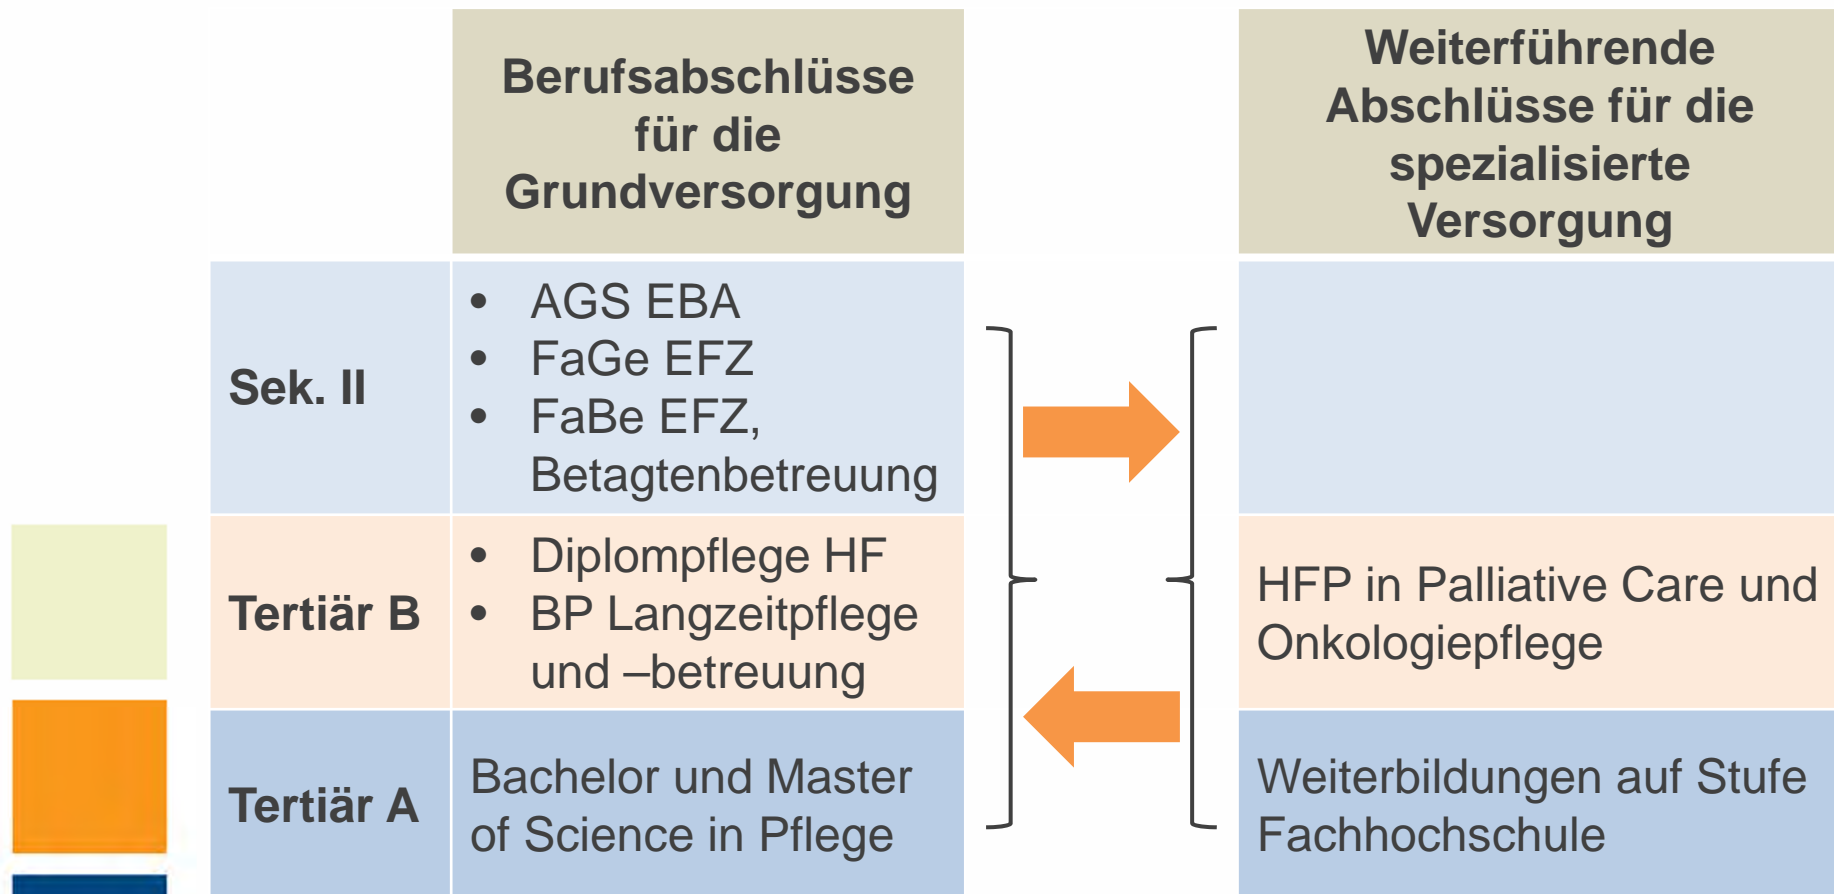 Berufsabschlüsse
für die
Grundversorgung
Weiterführende
Abschlüsse für die
spezialisierte
Versorgung
Sek. II
• AGS EBA
• FaGe EFZ
• FaBe EFZ,
Betagtenbetreuung
Tertiär B
• Diplompflege HF
• BP Langzeitpflege
und –betreuung
HFP in Palliative Care und
Onkologiepflege
Tertiär A
Bachelor und Master
of Science in Pflege
Weiterbildungen auf Stufe
Fachhochschule